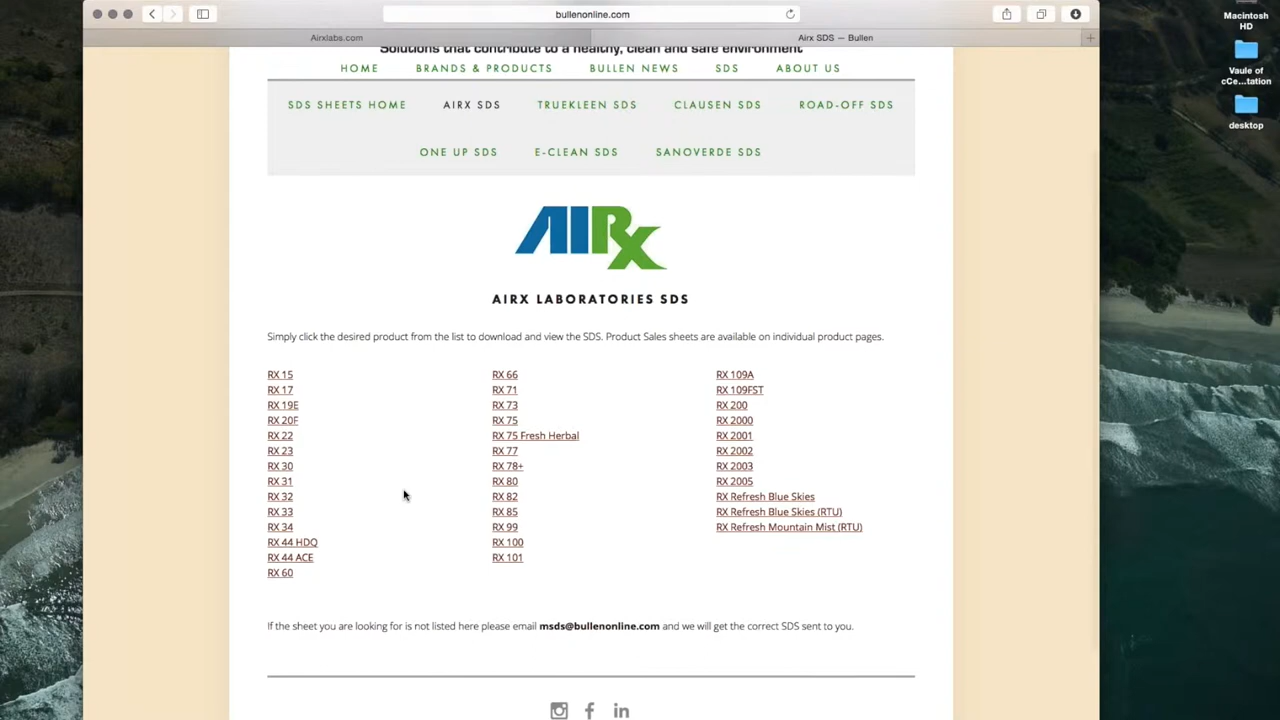 bullenonline.com
Airxlabs.com
Airx SDS — Bullen
Macintosh HD
Vaule of cCe...tation
desktop
Solutions that contribute to a healthy, clean and safe environment
HOME BRANDS & PRODUCTS BULLEN NEWS SDS ABOUT US
SDS SHEETS HOME AIRX SDS TRUEKLEEN SDS CLAUSEN SDS ROAD-OFF SDS
ONE UP SDS E-CLEAN SDS SANOVERDE SDS
AIRx
AIRX LABORATORIES SDS
Simply click the desired product from the list to download and view the SDS. Product Sales sheets are available on individual product pages.
RX 15
RX 17
RX 19E
RX 20F
RX 22
RX 23
RX 30
RX 31
RX 32
RX 33
RX 34
RX 44 HDQ
RX 44 ACE
RX 60
RX 66
RX 71
RX 73
RX 75
RX 75 Fresh Herbal
RX 77
RX 78+
RX 80
RX 82
RX 85
RX 99
RX 100
RX 101
RX 109A
RX 109FST
RX 200
RX 2000
RX 2001
RX 2002
RX 2003
RX 2005
RX Refresh Blue Skies
RX Refresh Blue Skies (RTU)
RX Refresh Mountain Mist (RTU)
If the sheet you are looking for is not listed here please email msds@bullenonline.com and we will get the correct SDS sent to you.